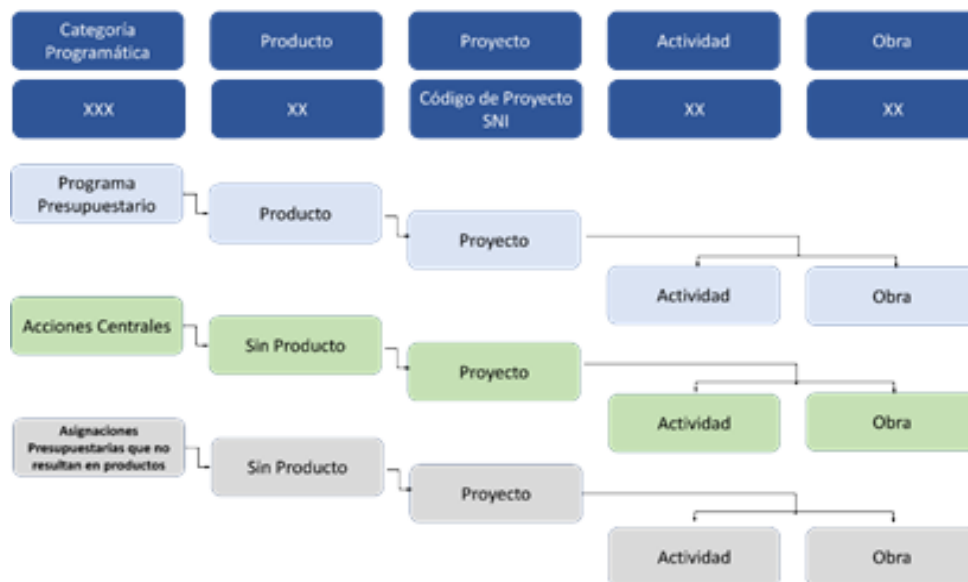 Categoría
Programática
Producto
Proyecto
Actividad
Obra
XXX
XX
Código de Proyecto
SNI
XX
XX
Programa
Presupuestario
Producto
Proyecto
Actividad
Obra
Acciones Centrales
Sin Producto
Proyecto
Actividad
Obra
Asignaciones
Presupuestarias que no
resultan en productos
Sin Producto
Proyecto
Actividad
Obra